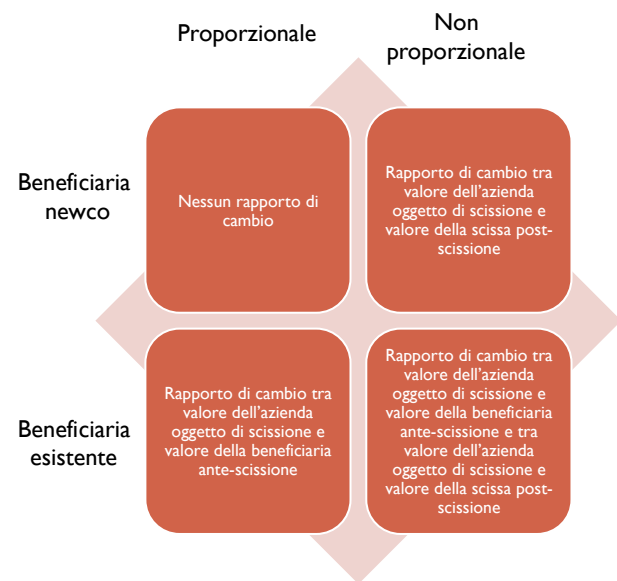 Proporzionale
Non
proporzionale
Beneficiaria
newco
Nessun rapporto di
cambio
Rapporto di cambio tra
valore dell'azienda
oggetto di scissione e
valore della scissa post-
scissione
Beneficiaria
esistente
Rapporto di cambio tra
valore dell'azienda
oggetto di scissione e
valore della beneficiaria
ante-scissione
Rapporto di cambio tra
valore dell'azienda
oggetto di scissione e
valore della beneficiaria
ante-scissione e tra
valore dell'azienda
oggetto di scissione e
valore della scissa post-
scissione